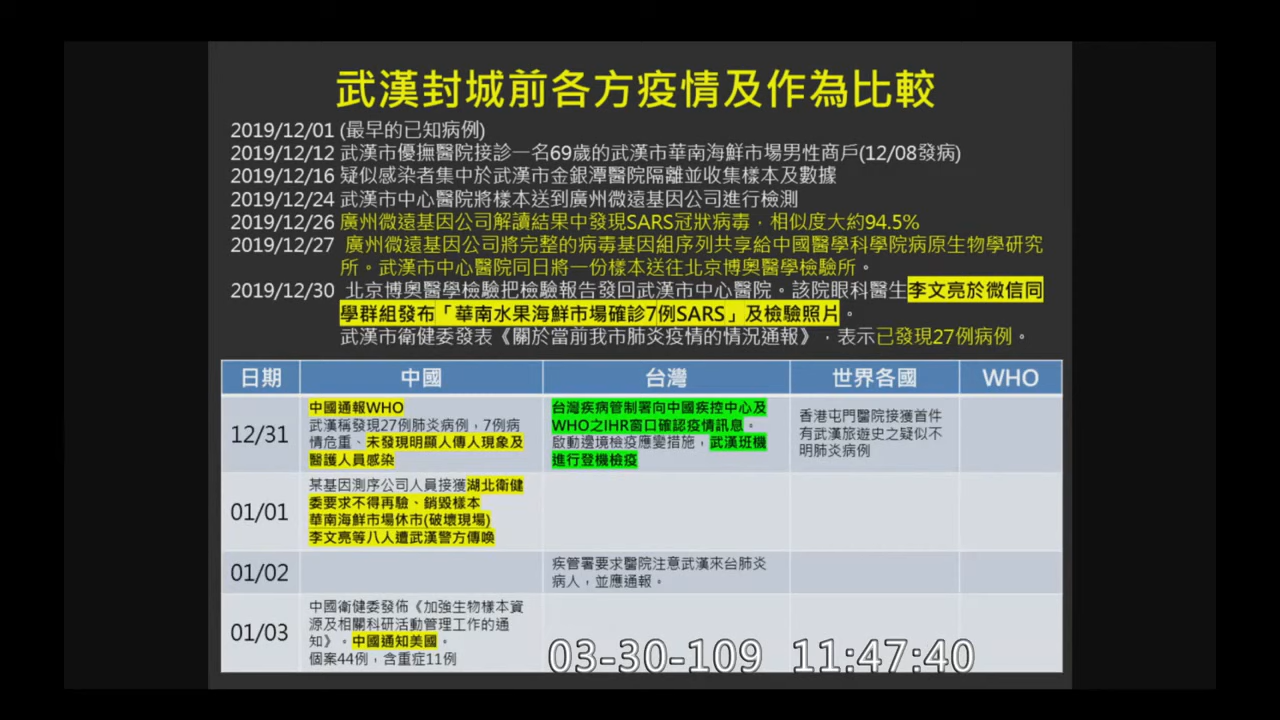 武漢封城前各方疫情及作為比較
2019/12/01 (最早的已知病例)
2019/12/12 武漢市優撫醫院接診一名69歲的武漢市華南海鮮市場男性商戶(12/08發病)
2019/12/16 疑似感染者集中於武漢市金銀潭醫院隔離並收集樣本及數據
2019/12/24 武漢市中心醫院將樣本送到廣州微遠基因公司進行檢測
2019/12/26 廣州微遠基因公司解讀結果中發現SARS冠狀病毒，相似度大約94.5%
2019/12/27 廣州微遠基因公司將完整的病毒基因組序列共享給中國醫學科學院病原生物學研究
所。武漢市中心醫院同日將一份樣本送往北京博奧醫學檢驗所。
2019/12/30 北京博奧醫學檢驗把檢驗報告發回武漢市中心醫院。該院眼科醫生李文亮於微信同
學群組發布「華南水果海鮮市場確診7例SARS」及檢驗照片。
武漢市衛健委發表《關於當前我市肺炎疫情的情況通報》，表示已發現27例病例。
日期 中國 台灣 世界各國 WHO
12/31
中國通報WHO
武漢稱發現27例肺炎病例，7例病
情危重、未發現明顯人傳人現象及
醫護人員感染
台灣疾病管制署向中國疾控中心及
WHO之IHR窗口確認疫情訊息。
啟動邊境檢疫應變措施，武漢班機
進行登機檢疫
香港屯門醫院接獲首件
有武漢旅遊史之疑似不
明肺炎病例
01/01
某基因測序公司人員接獲湖北衛健
委要求不得再驗、銷毀樣本
華南海鮮市場休市(破壞現場)
李文亮等八人遭武漢警方傳喚
01/02
疾管署要求醫院注意武漢來台肺炎
病人，並應通報。
01/03
中國衛健委發佈《加強生物樣本資
源及相關科研活動管理工作的通
知》。中國通知美國。
個案44例，含重症11例
03-30-109 11:47:40